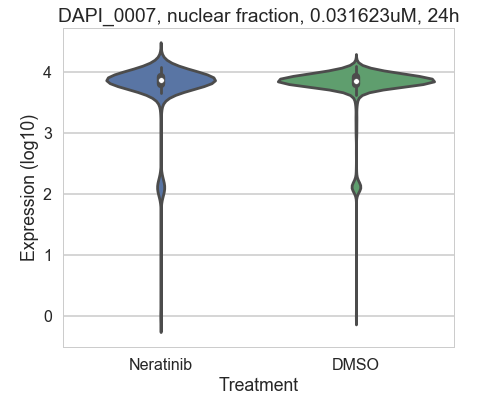 DAPI_0007, nuclear fraction, 0.031623uM, 24h
4
3
2
1
0
Expression (log10)
Neratinib DMSO
Treatment